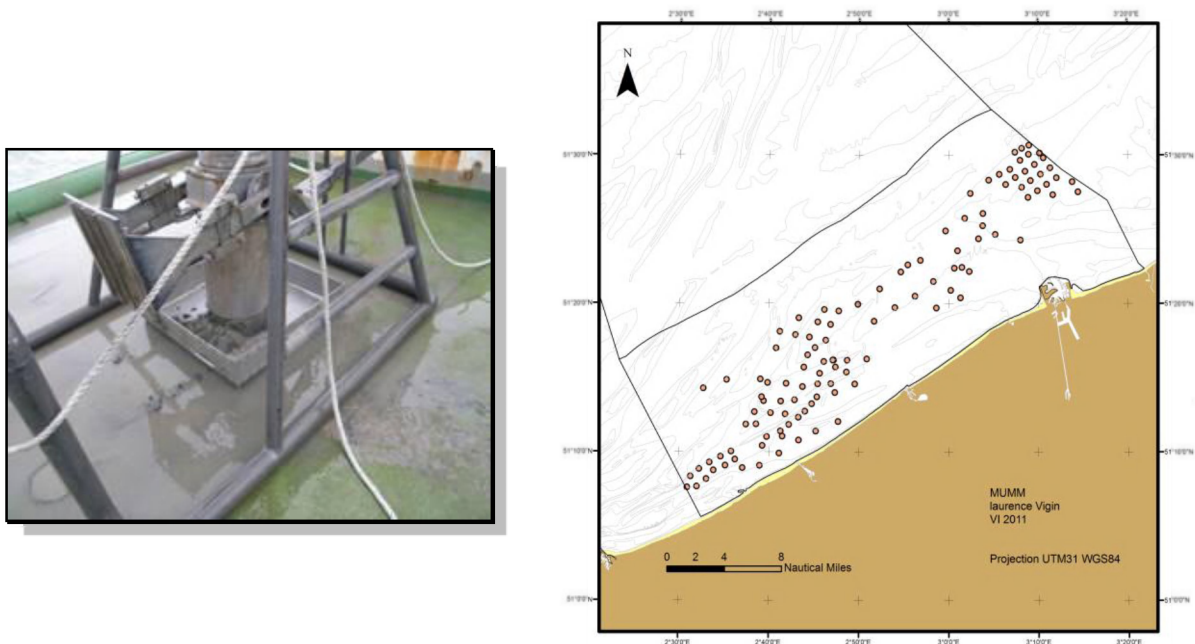 2°30'0"E 2°40'0"E 2°50'0"E 3°0'0"E 3°10'0"E 3°20'0"E
N
51°30'0"N 51°30'0"N
51°20'0"N 51°20'0"N
51°10'0"N 51°10'0"N
MUMM
laurence Vigin
VI 2011
0 2 4 8
Nautical Miles
Projection UTM31 WGS84
51°0'0"N 51°0'0"N
2°30'0"E 2°40'0"E 2°50'0"E 3°0'0"E 3°10'0"E 3°20'0"E